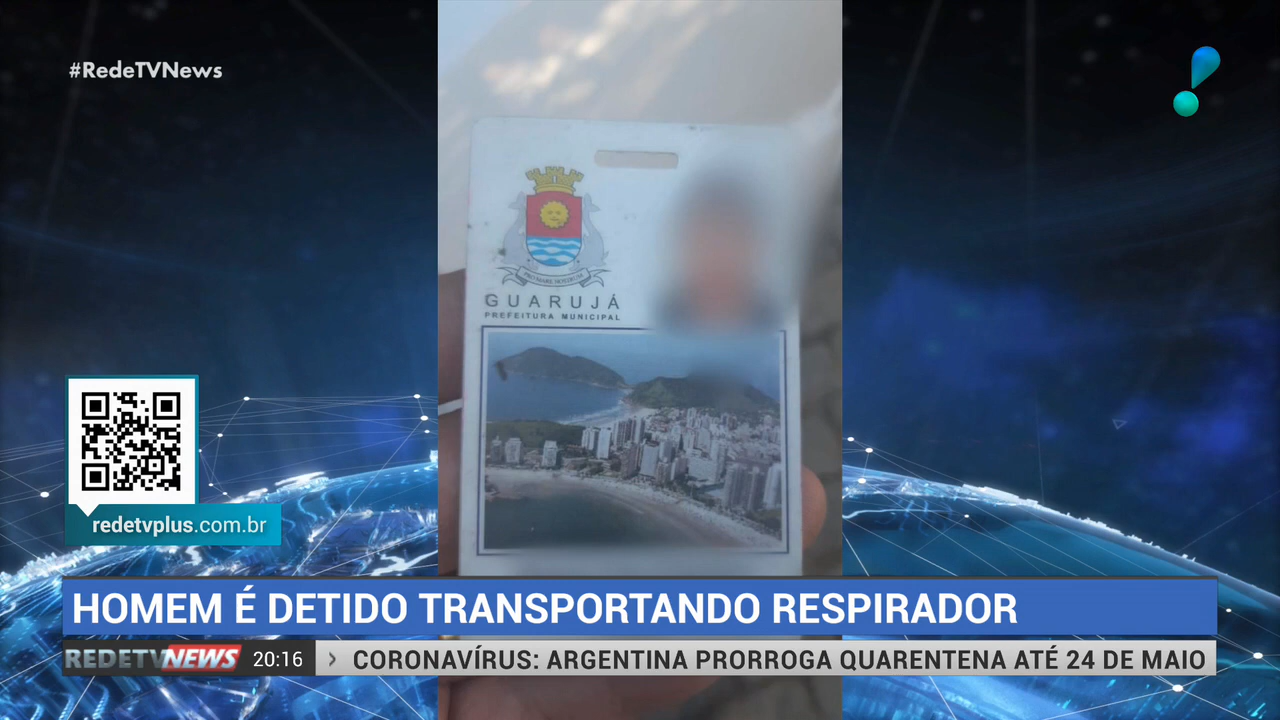 #RedeTVNews
GUARUJÁ
PREFEITURA MUNICIPAL
redetvplus.com.br
HOMEM É DETIDO TRANSPORTANDO RESPIRADOR
REDETV NEWS 20:16 › CORONAVÍRUS: ARGENTINA PRORROGA QUARENTENA ATÉ 24 DE MAIO